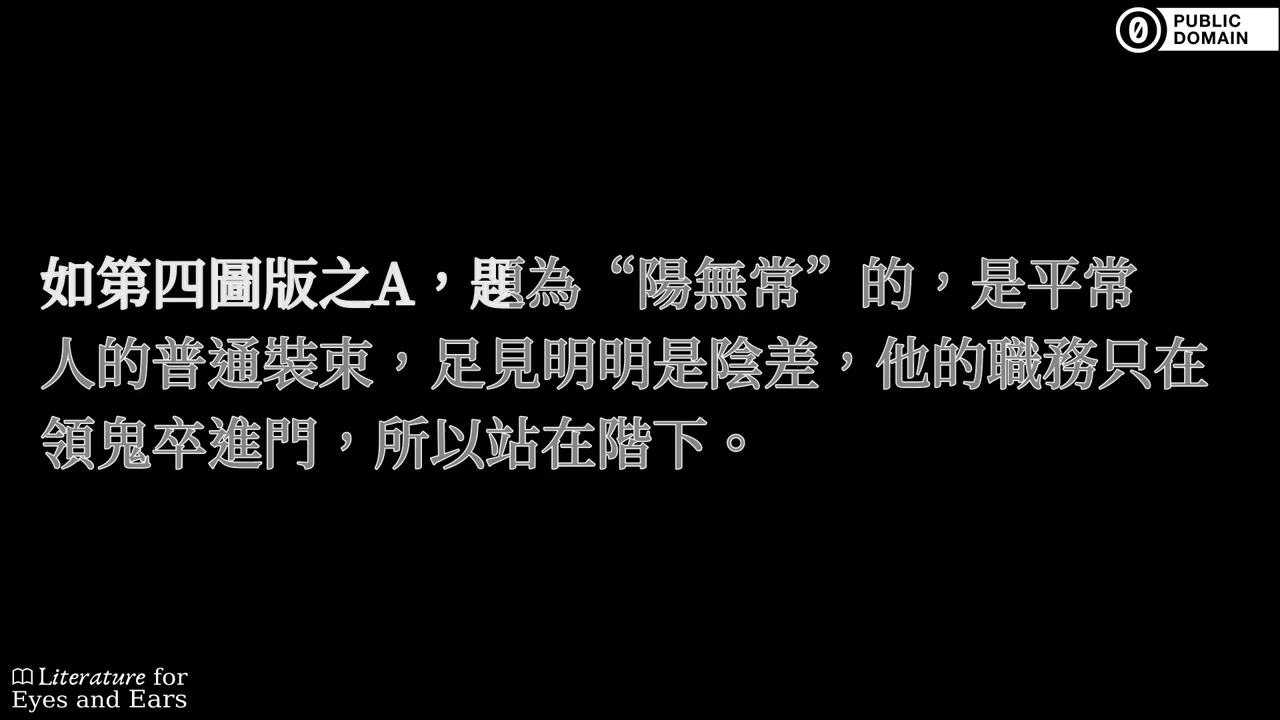 PUBLIC
DOMAIN
如第四圖版之A，題為“陽無常”的，是平常
人的普通裝束，足見明明是陰差，他的職務只在
領鬼卒進門，所以站在階下。
Literature for
Eyes and Ears